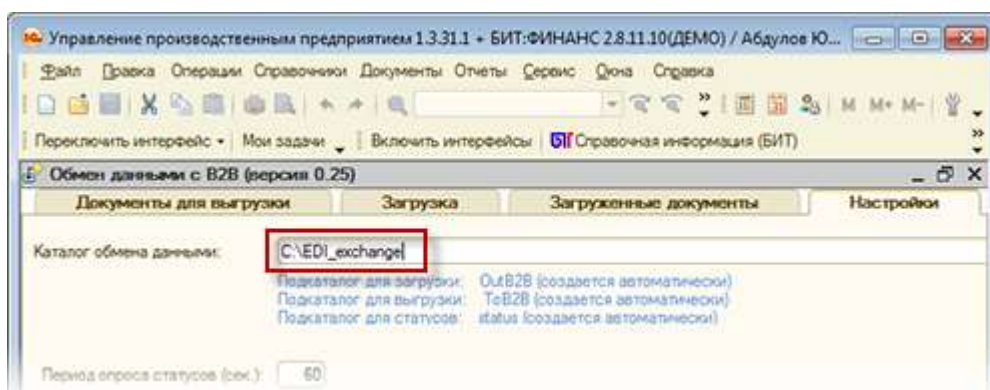 Управление производственным предприятием 1.3.31.1 + БИТ:ФИНАНС 2.8.11.10(ДЕМО) / Абдулов Ю...
Файл Правка Операции Справочники Документы Отчеты Сервис Окна Справка
M M+ M-
Переключить интерфейс Мои задачи Включить интерфейсы БИТ Справочная информация (БИТ)
Обмен данными с B2B (версия 0.25)
Документы для выгрузки Загрузка Загруженные документы Настройки
Каталог обмена данными: C:\EDI_exchange
Подкаталог для загрузки: OutB2B (создается автоматически)
Подкаталог для выгрузки: ToB2B (создается автоматически)
Подкаталог для статусов: status (создается автоматически)
Период опроса статусов (сек.): 60